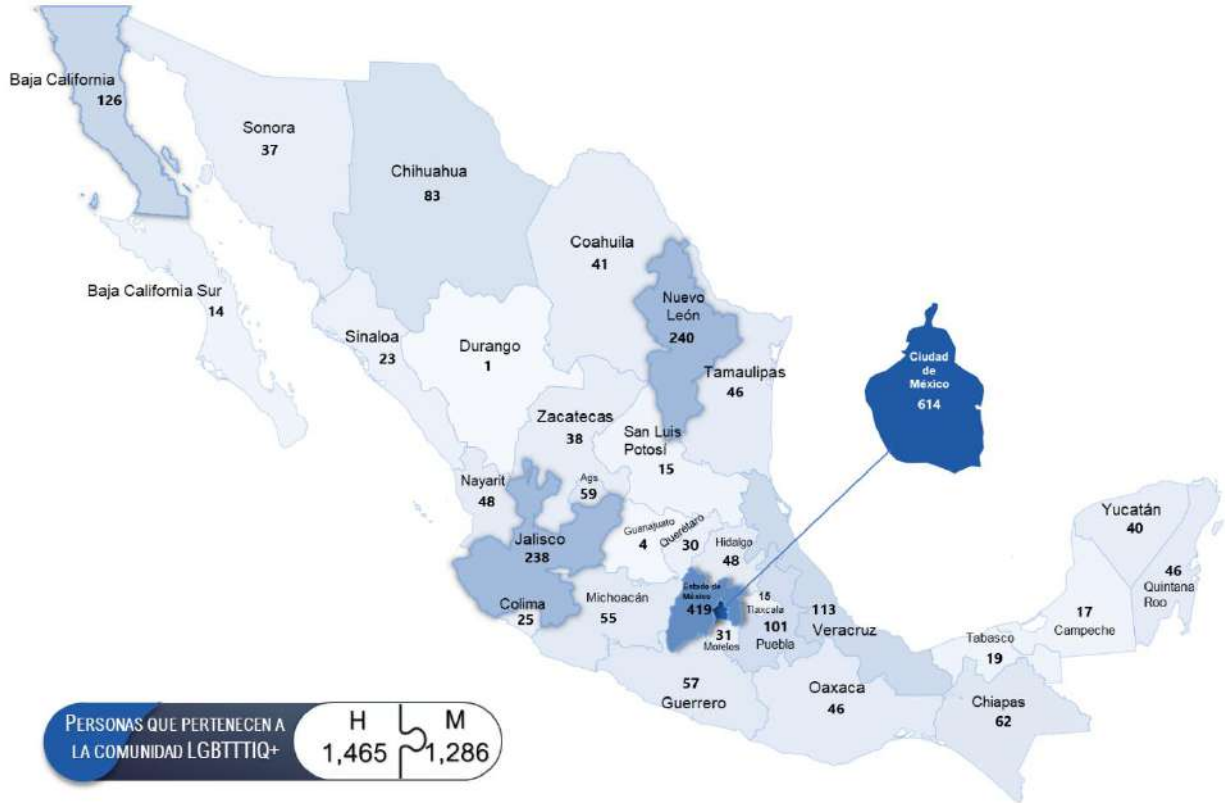 Baja California
126
Sonora
37
Chihuahua
83
Coahuila
41
Baja California Sur
14
Sinaloa
23
Durango
1
Nuevo
León
240
Tamaulipas
46
Ciudad
de
México
614
Zacatecas
38
San Luis
Potosí
15
Nayarit
48
Ags
59
Jalisco
238
Guanajuato
4
Querétaro
30
Hidalgo
48
Yucatán
40
46
Quintana
Roo
Colima
25
Michoacán
55
Estado de
México
419
15
Tlaxcala
31
Morelos
101
Puebla
113
Veracruz
17
Campeche
Tabasco
19
57
Guerrero
Oaxaca
46
Chiapas
62
PERSONAS QUE PERTENECEN A
LA COMUNIDAD LGBTTTIQ+
H
1,465
M
1,286